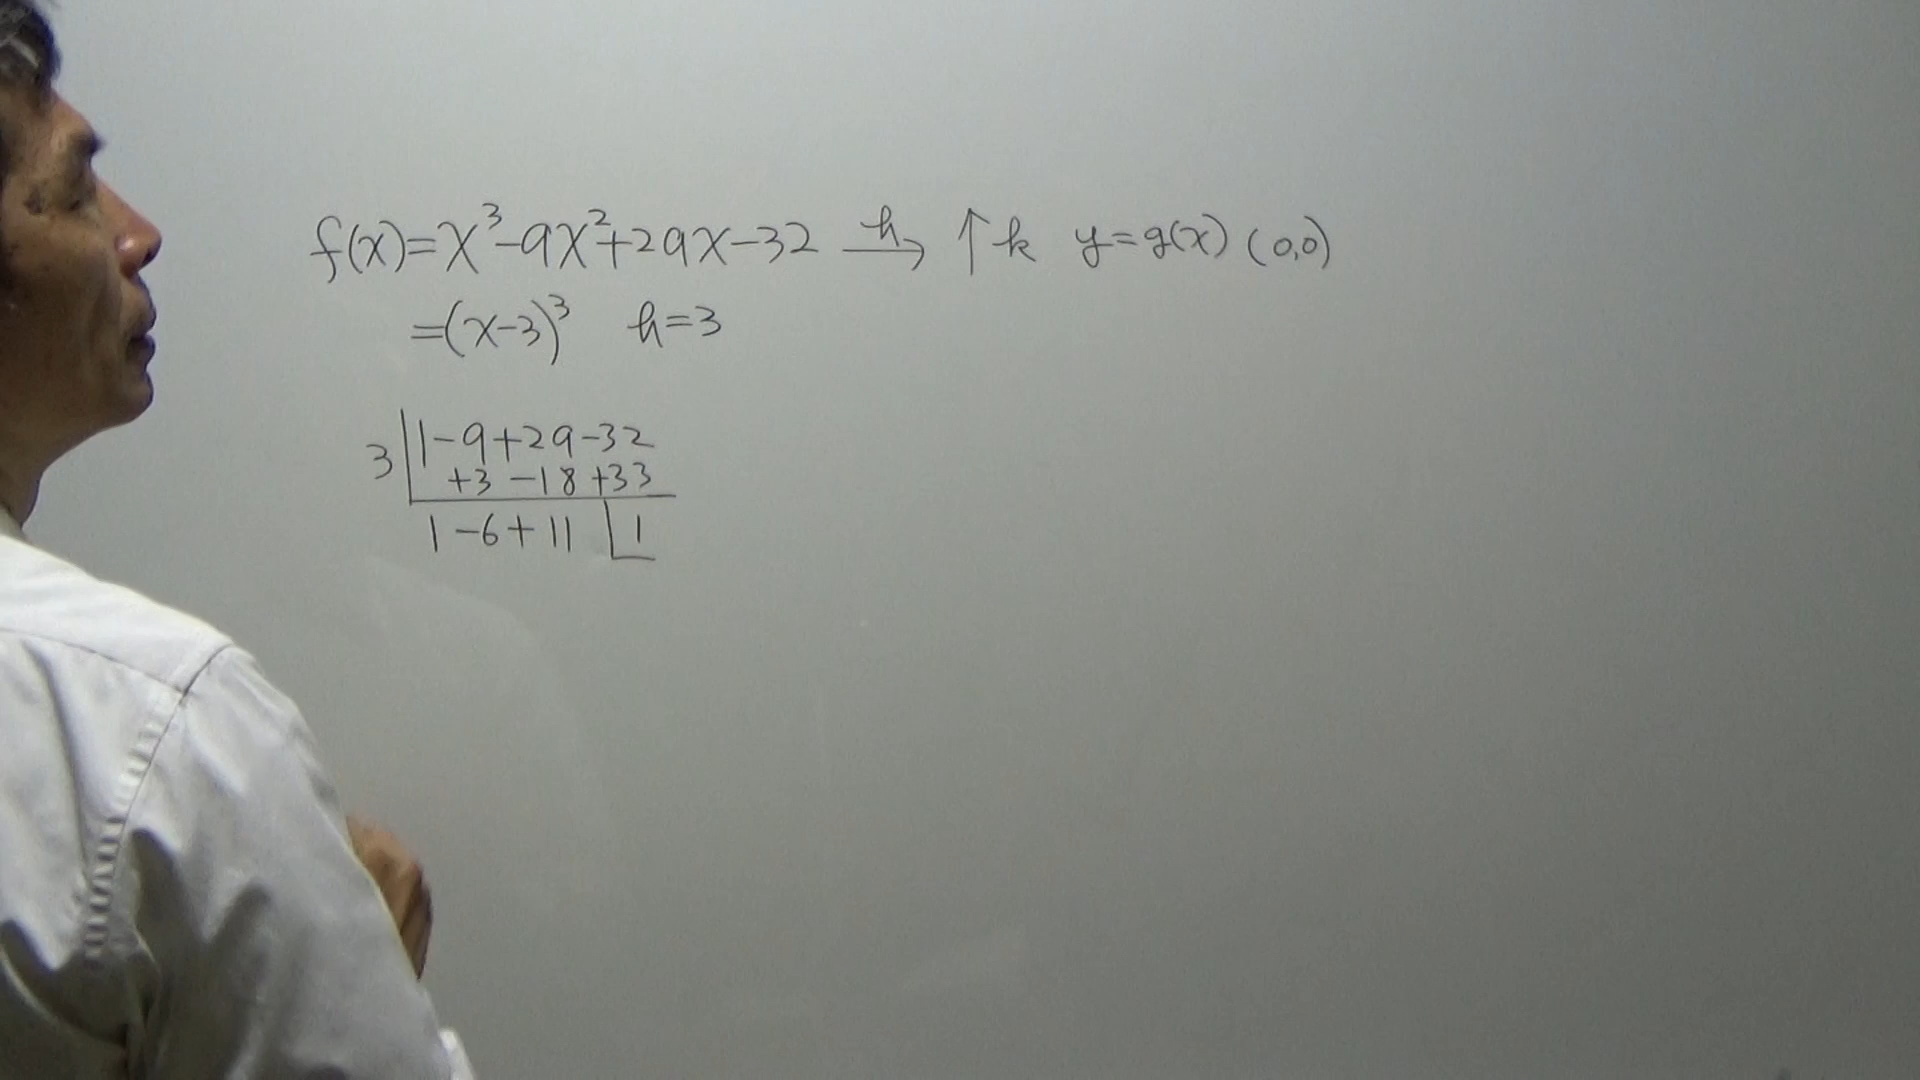 f(x)=x³-9x²+29x-32 →h ↑k y=g(x) (0,0)
=(x-3)³ h=3
3 | 1-9+29-32
+3 -18 +33
1 -6 + 11 | 1